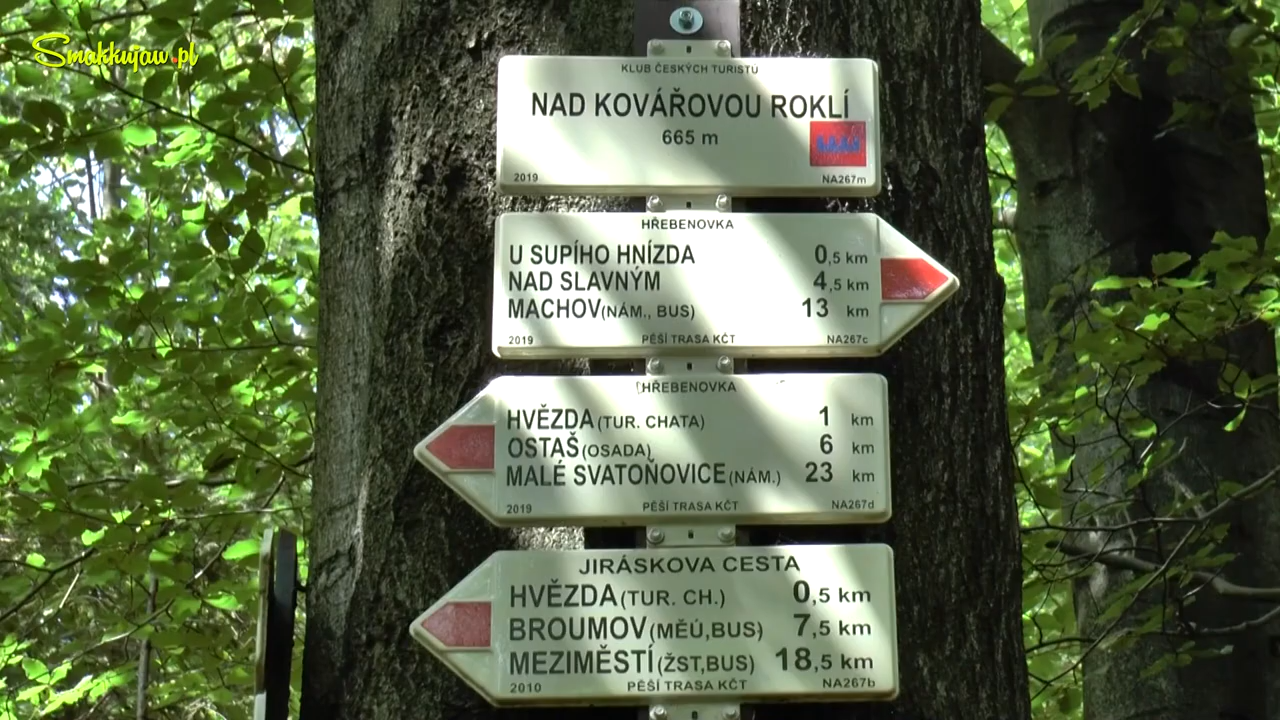 Smakkujaw.pl
KLUB ČESKÝCH TURISTŮ
NAD KOVÁŘOVOU ROKLÍ
665 m
2019 NA267m
HŘEBENOVKA
U SUPÍHO HNÍZDA 0,5 km
NAD SLAVNÝM 4,5 km
MACHOV(NÁM., BUS) 13 km
2019 PĚŠÍ TRASA KČT NA267c
HŘEBENOVKA
HVĚZDA(TUR. CHATA) 1 km
OSTAŠ(OSADA) 6 km
MALÉ SVATOŇOVICE(NÁM.) 23 km
2019 PĚŠÍ TRASA KČT NA267d
JIRÁSKOVA CESTA
HVĚZDA(TUR. CH.) 0,5 km
BROUMOV(MĚÚ,BUS) 7,5 km
MEZIMĚSTÍ(ŽST,BUS) 18,5 km
2010 PĚŠÍ TRASA KČT NA267b